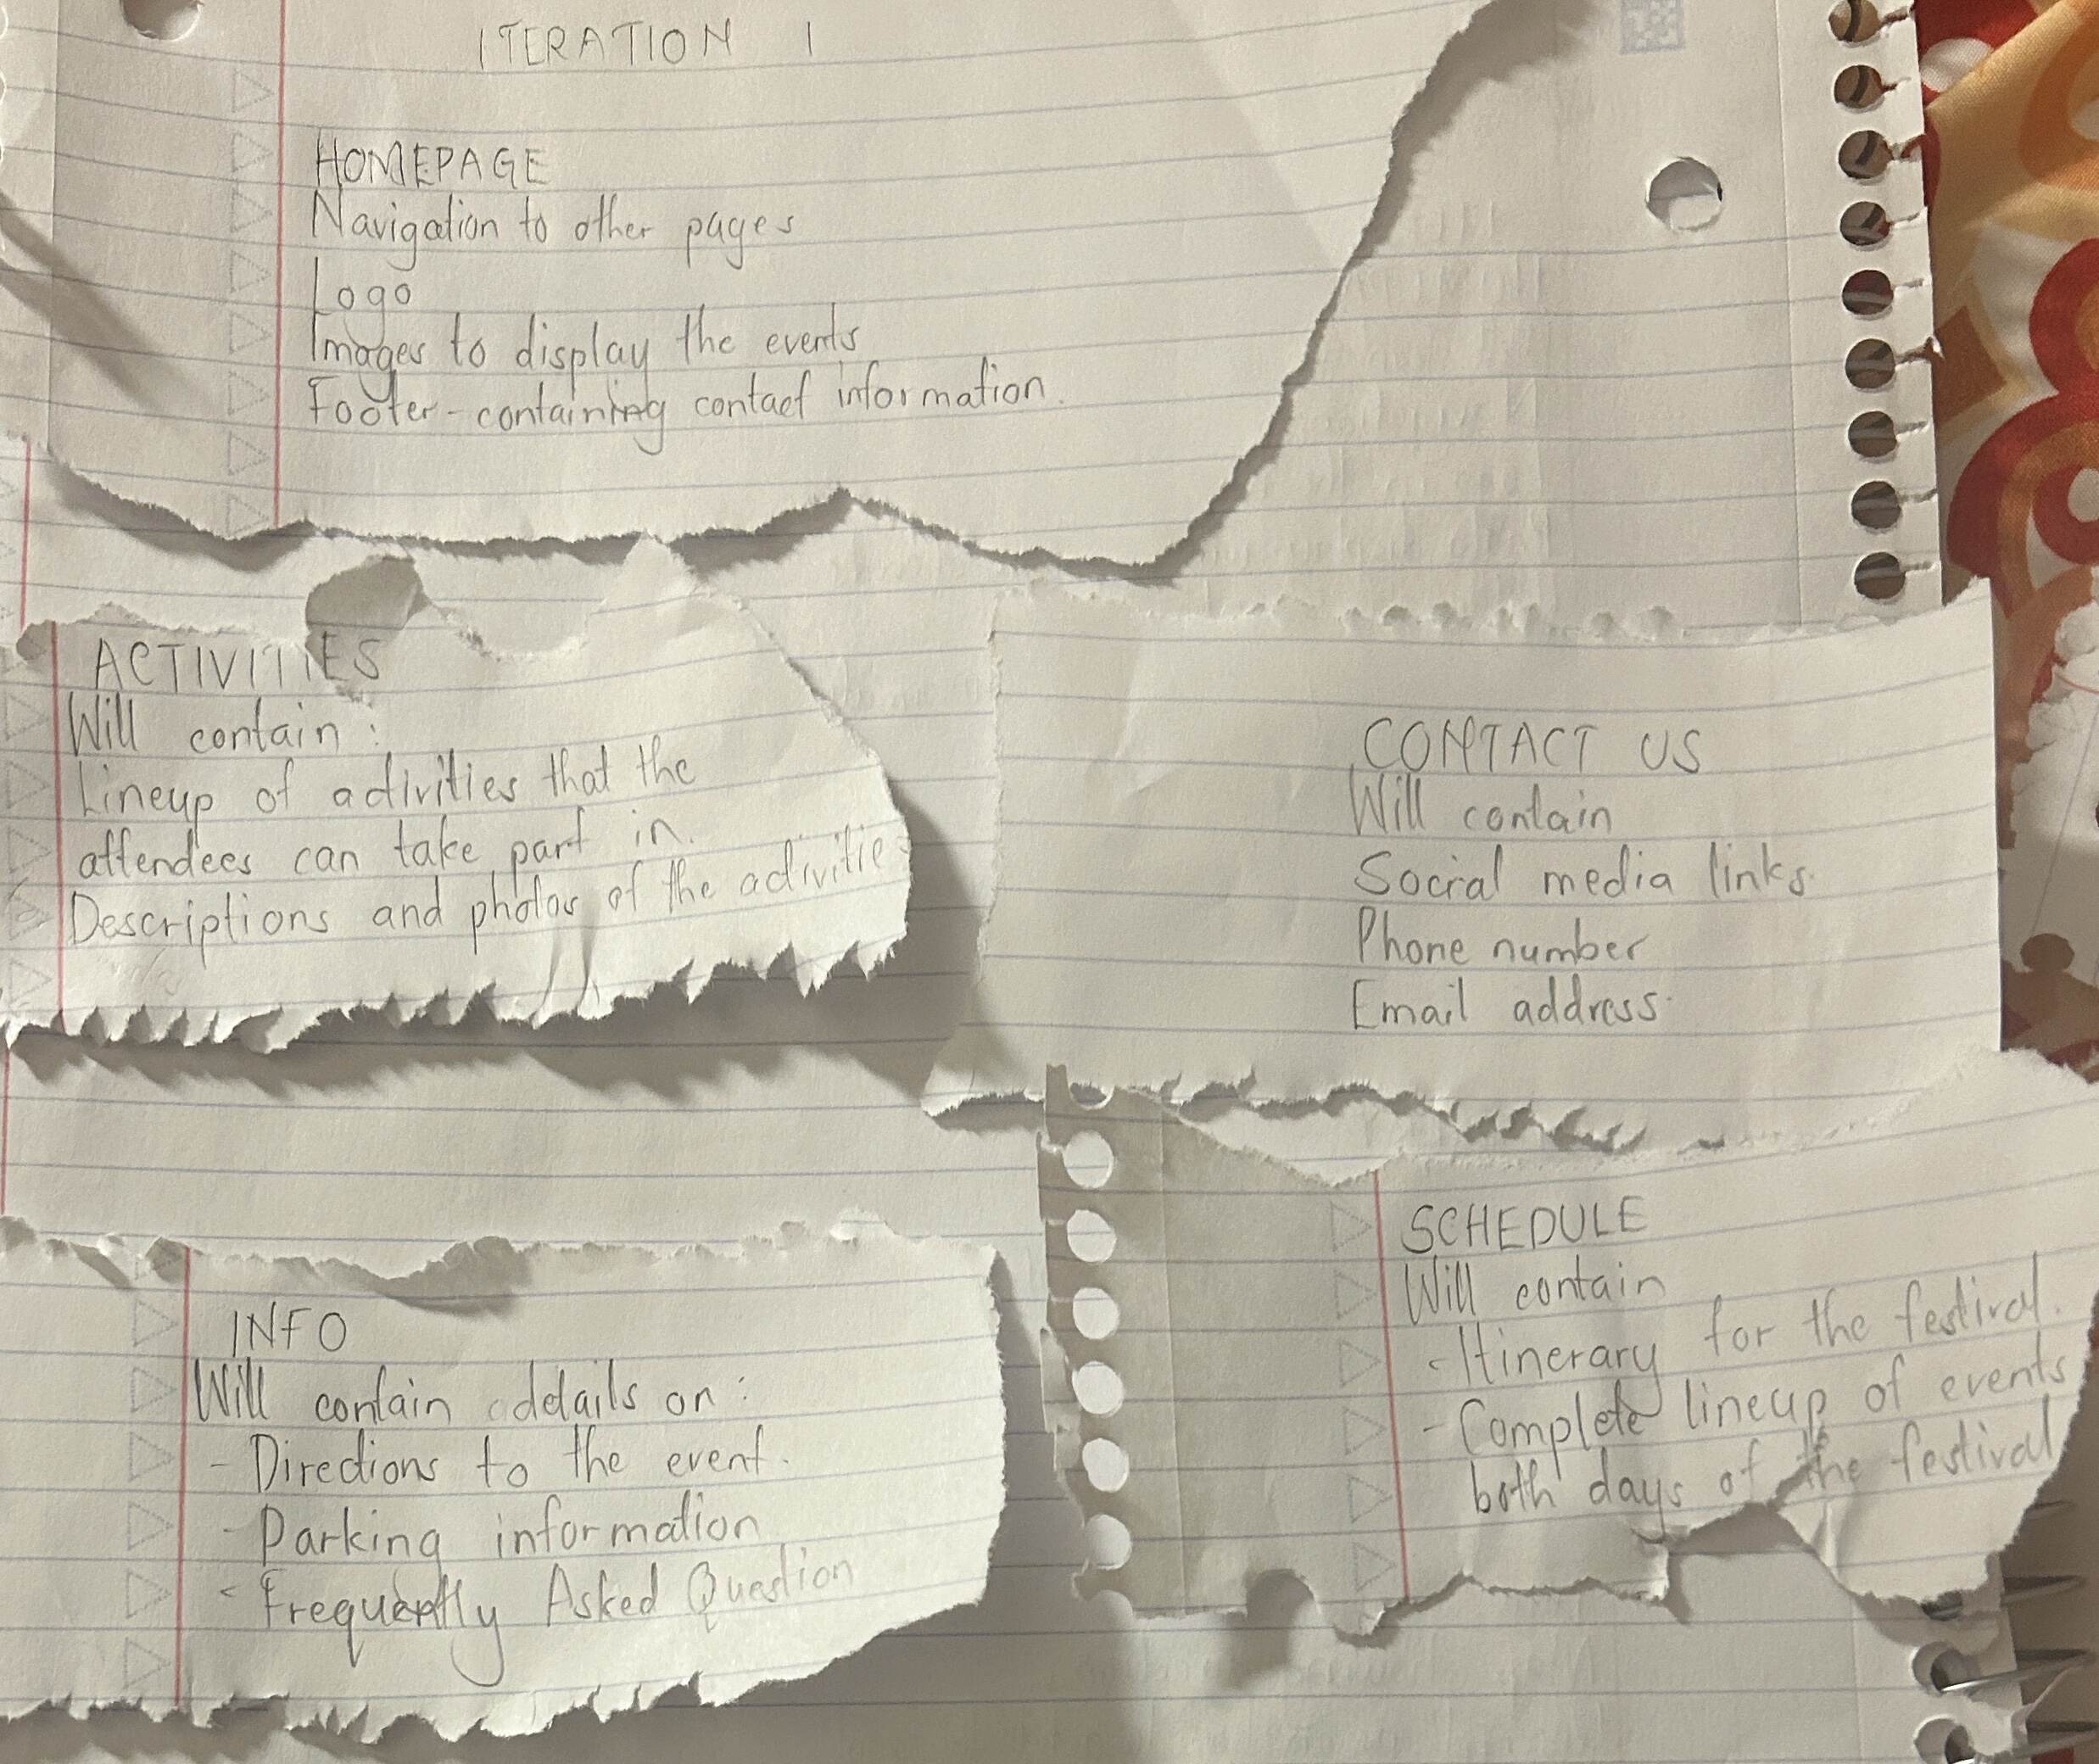 ITERATION 1
HOMEPAGE
Navigation to other pages
Logo
Images to display the events
Footer - containing contact information.
ACTIVITIES
Will contain :
Lineup of activities that the
attendees can take part in.
Descriptions and photos of the activities
CONTACT US
Will contain
Social media links.
Phone number
Email address.
INFO
Will contain details on :
- Directions to the event.
- Parking information
- Frequently Asked Question
SCHEDULE
Will contain
- Itinerary for the festival.
- Complete lineup of events
both days of the festival